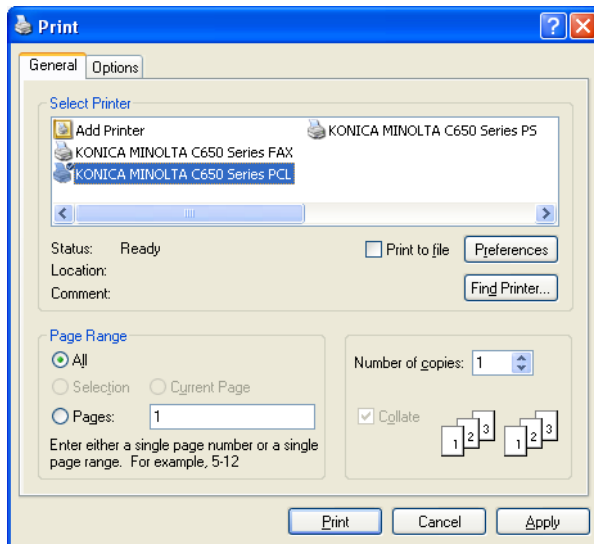 Print
General Options
Select Printer
Add Printer KONICA MINOLTA C650 Series PS
KONICA MINOLTA C650 Series FAX
KONICA MINOLTA C650 Series PCL
Status: Ready Print to file Preferences
Location:
Comment: Find Printer...
Page Range
All Number of copies: 1
Selection Current Page
Pages: 1 Collate
Enter either a single page number or a single
page range. For example, 5-12
1 2 3 1 2 3
Print Cancel Apply